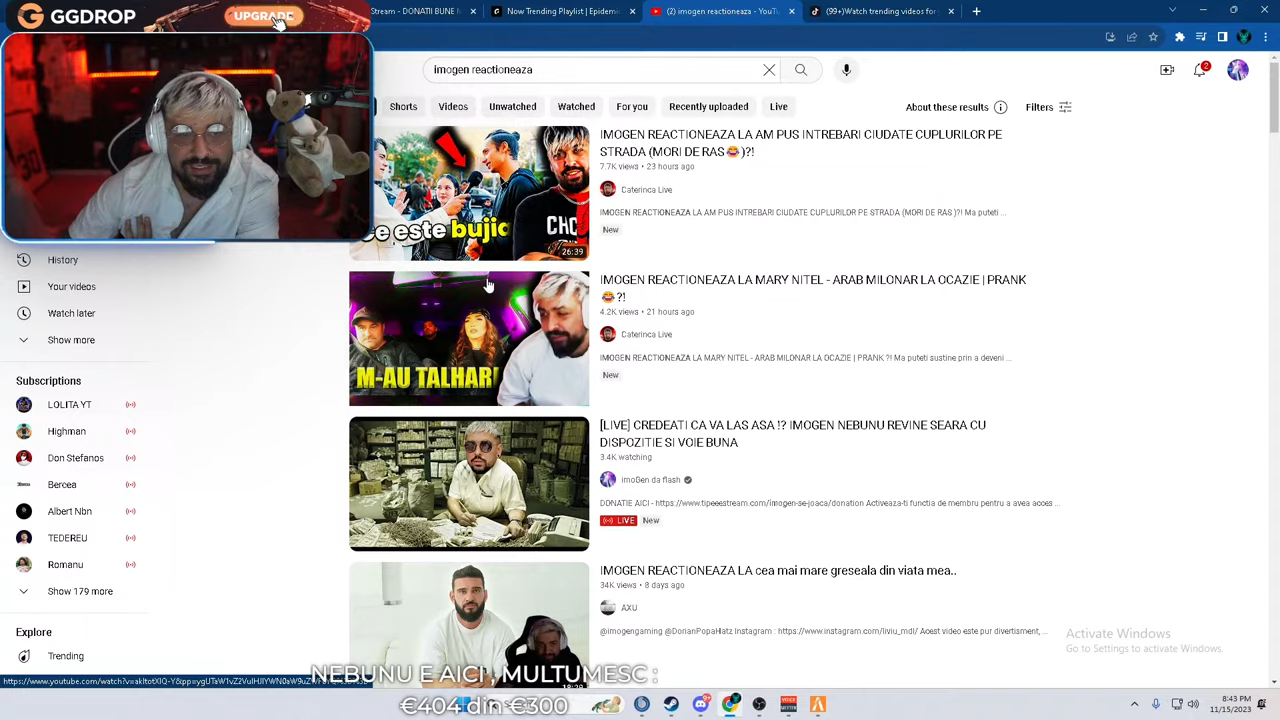 GGDROP
UPGRADE
Stream - DONATII BUNE N
Now Trending Playlist | Epidemi
(2) imogen reactioneaza - YouTu
(99+) trending videos for
imogen reactioneaza
2
Shorts
Videos
Unwatched
Watched
For you
Recently uploaded
Live
About these results
Filters
ce este bujic
CHO
26:39
IMOGEN REACTIONEAZA LA AM PUS INTREBARI CIUDATE CUPLURILOR PE
STRADA (MORI DE RAS😂)?!
7.7K views • 23 hours ago
Caterinca Live
IMOGEN REACTIONEAZA LA AM PUS INTREBARI CIUDATE CUPLURILOR PE STRADA (MORI DE RAS )?! Ma puteti ...
New
M-AU TALHARI
IMOGEN REACTIONEAZA LA MARY NITEL - ARAB MILONAR LA OCAZIE | PRANK
😂?!
4.2K views • 21 hours ago
Caterinca Live
IMOGEN REACTIONEAZA LA MARY NITEL - ARAB MILONAR LA OCAZIE | PRANK ?! Ma puteti sustine prin a deveni ...
New
[LIVE] CREDEATI CA VA LAS ASA !? IMOGEN NEBUNU REVINE SEARA CU
DISPOZITIE SI VOIE BUNA
3.4K watching
imoGen da flash
DONATIE AICI - https://www.tipeeestream.com/imogen-se-joaca/donation Activeaza-ti functia de membru pentru a avea acces ...
LIVE New
IMOGEN REACTIONEAZA LA cea mai mare greseala din viata mea..
34K views • 8 days ago
AXU
@imogengaming @DorianPopaHatz Instagram : https://www.instagram.com/liviu_mdl/ Acest video este pur divertisment, ...
18:29
History
Your videos
Watch later
Show more
Subscriptions
LOLITA YT
Highman
Don Stefanos
Bercea
Albert Nbn
TEDEREU
Romanu
Show 179 more
Explore
Trending
Activate Windows
Go to Settings to activate Windows.
NEBUNU E AICI , MULTUMESC :
€404 din €300
:43 PM
11/15/2023